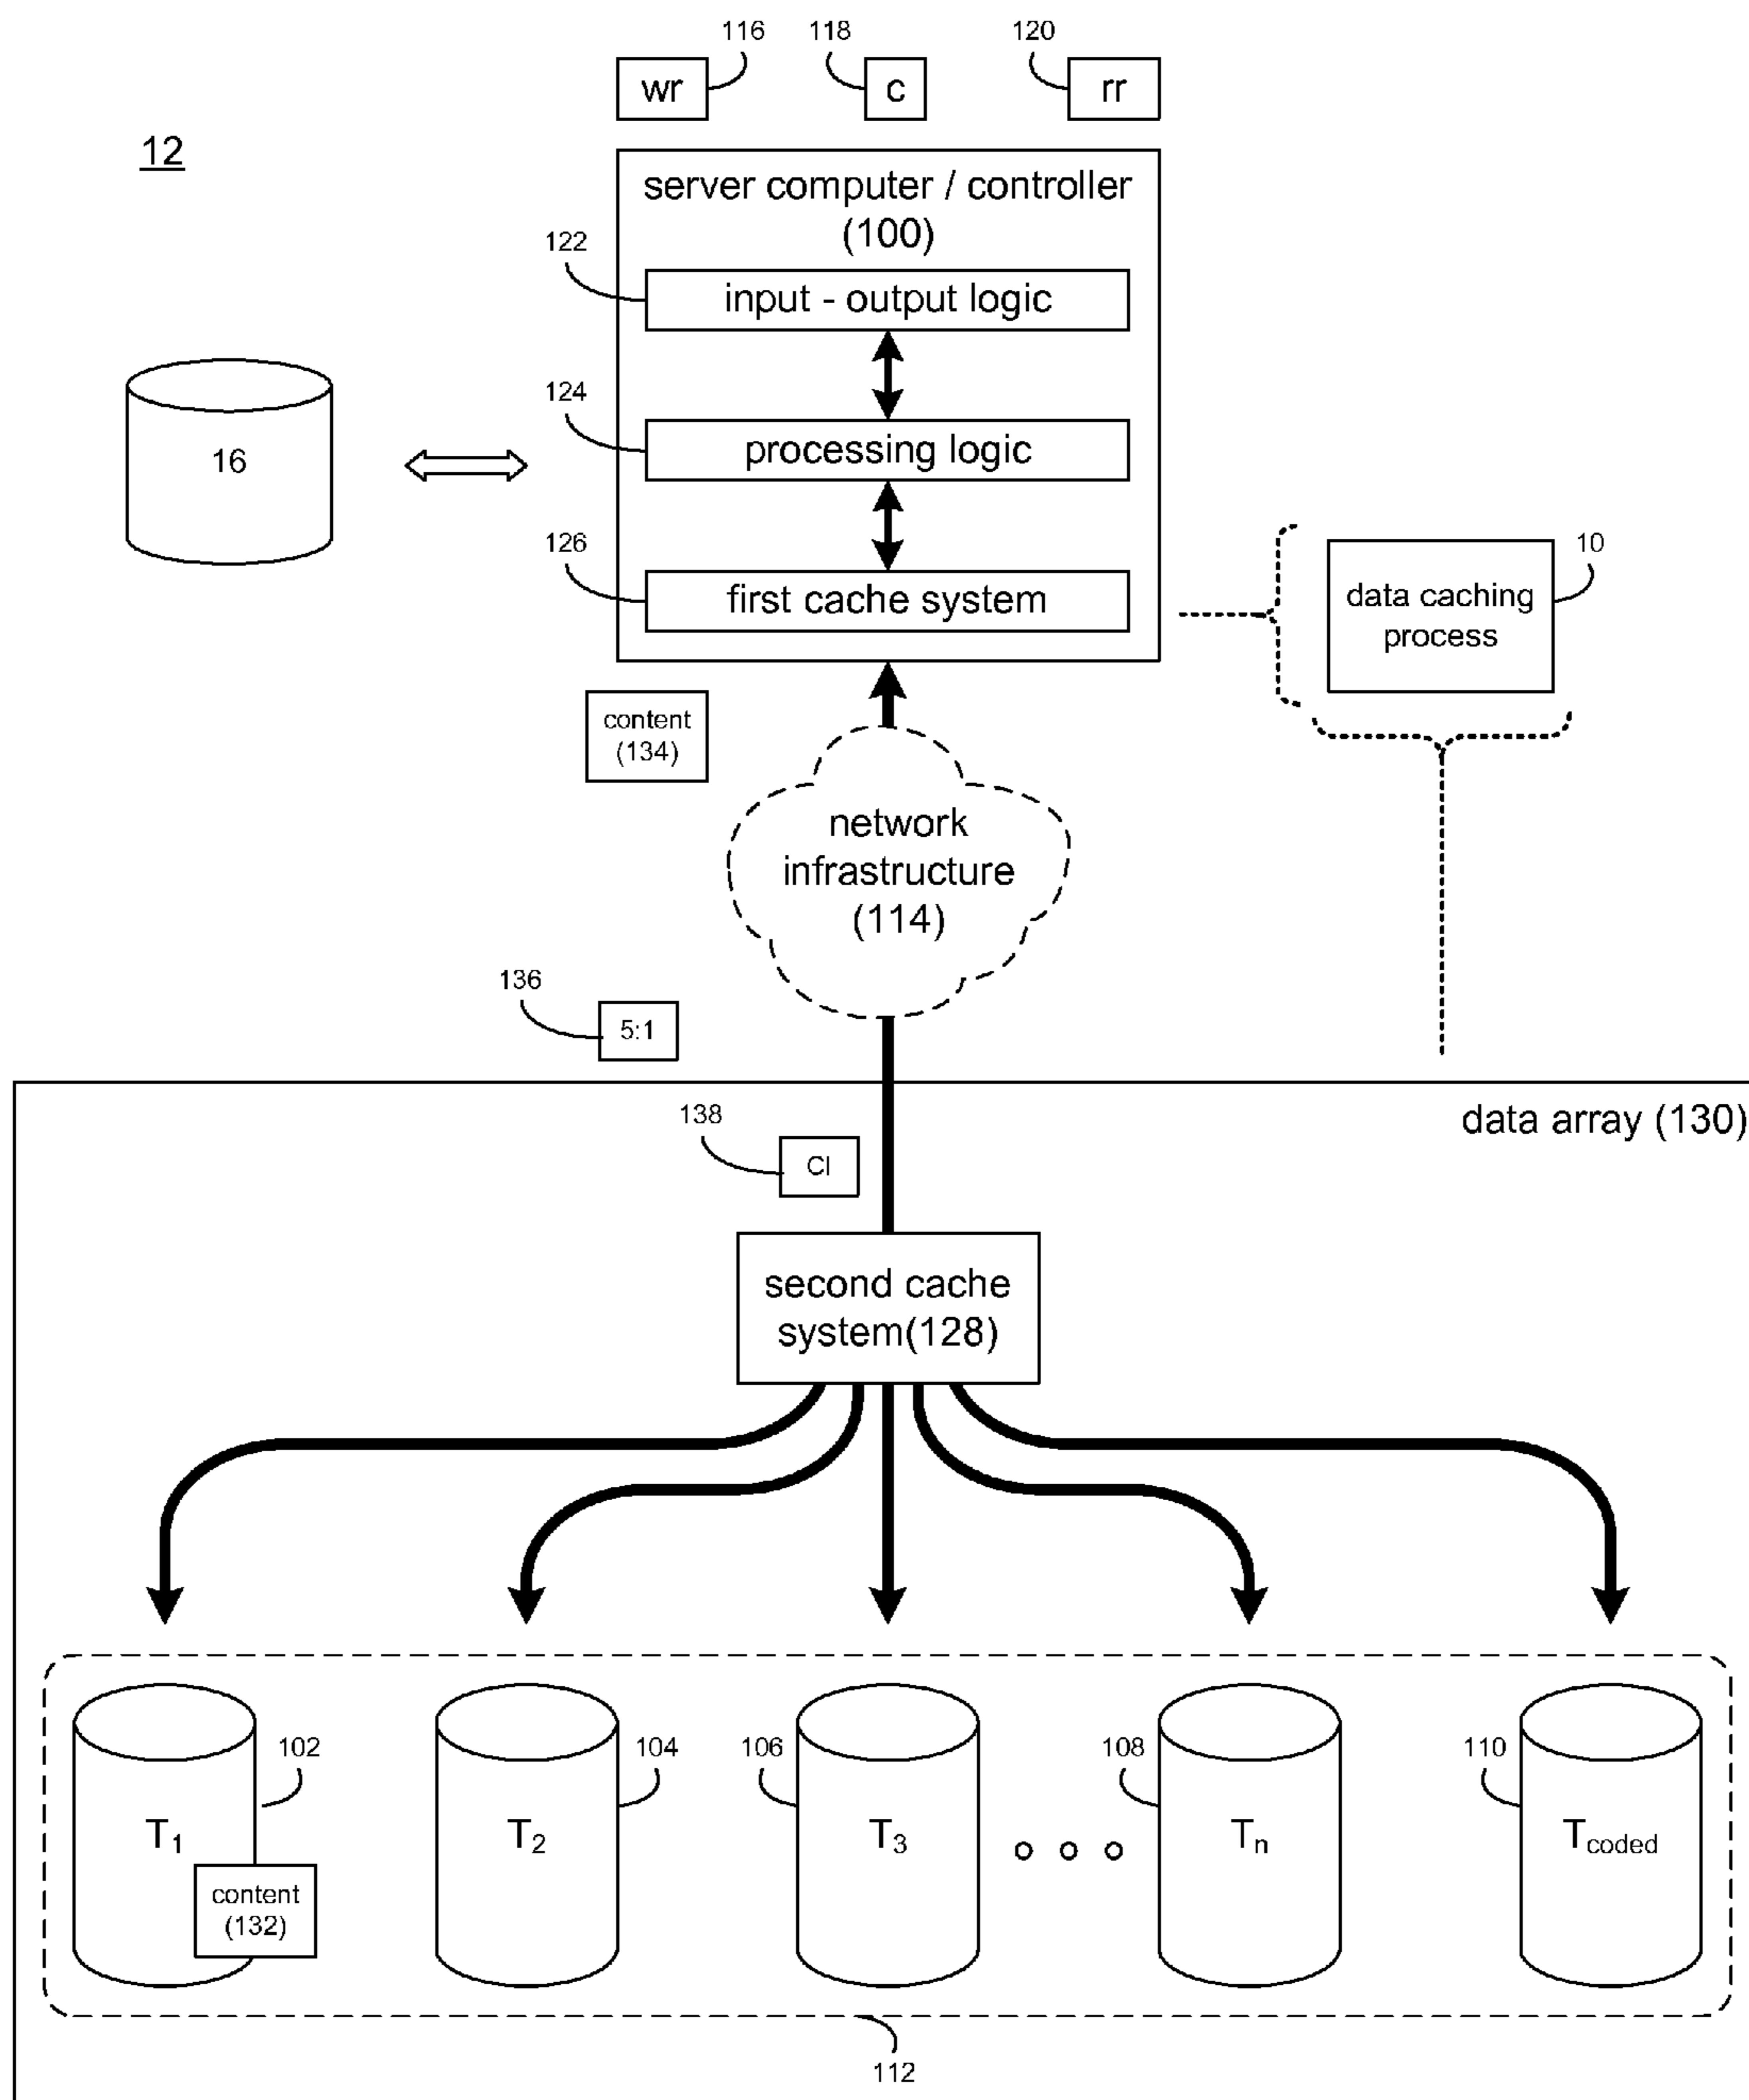 116
118
120
wr
c
rr
12
server computer / controller
(100)
122
input - output logic
124
processing logic
16
126
first cache system
10
data caching
process
content
(134)
network
infrastructure
(114)
136
5:1
data array (130)
138
CI
second cache
system(128)
102
104
106
108
110
T1
T2
T3
Tn
Tcoded
content
(132)
112